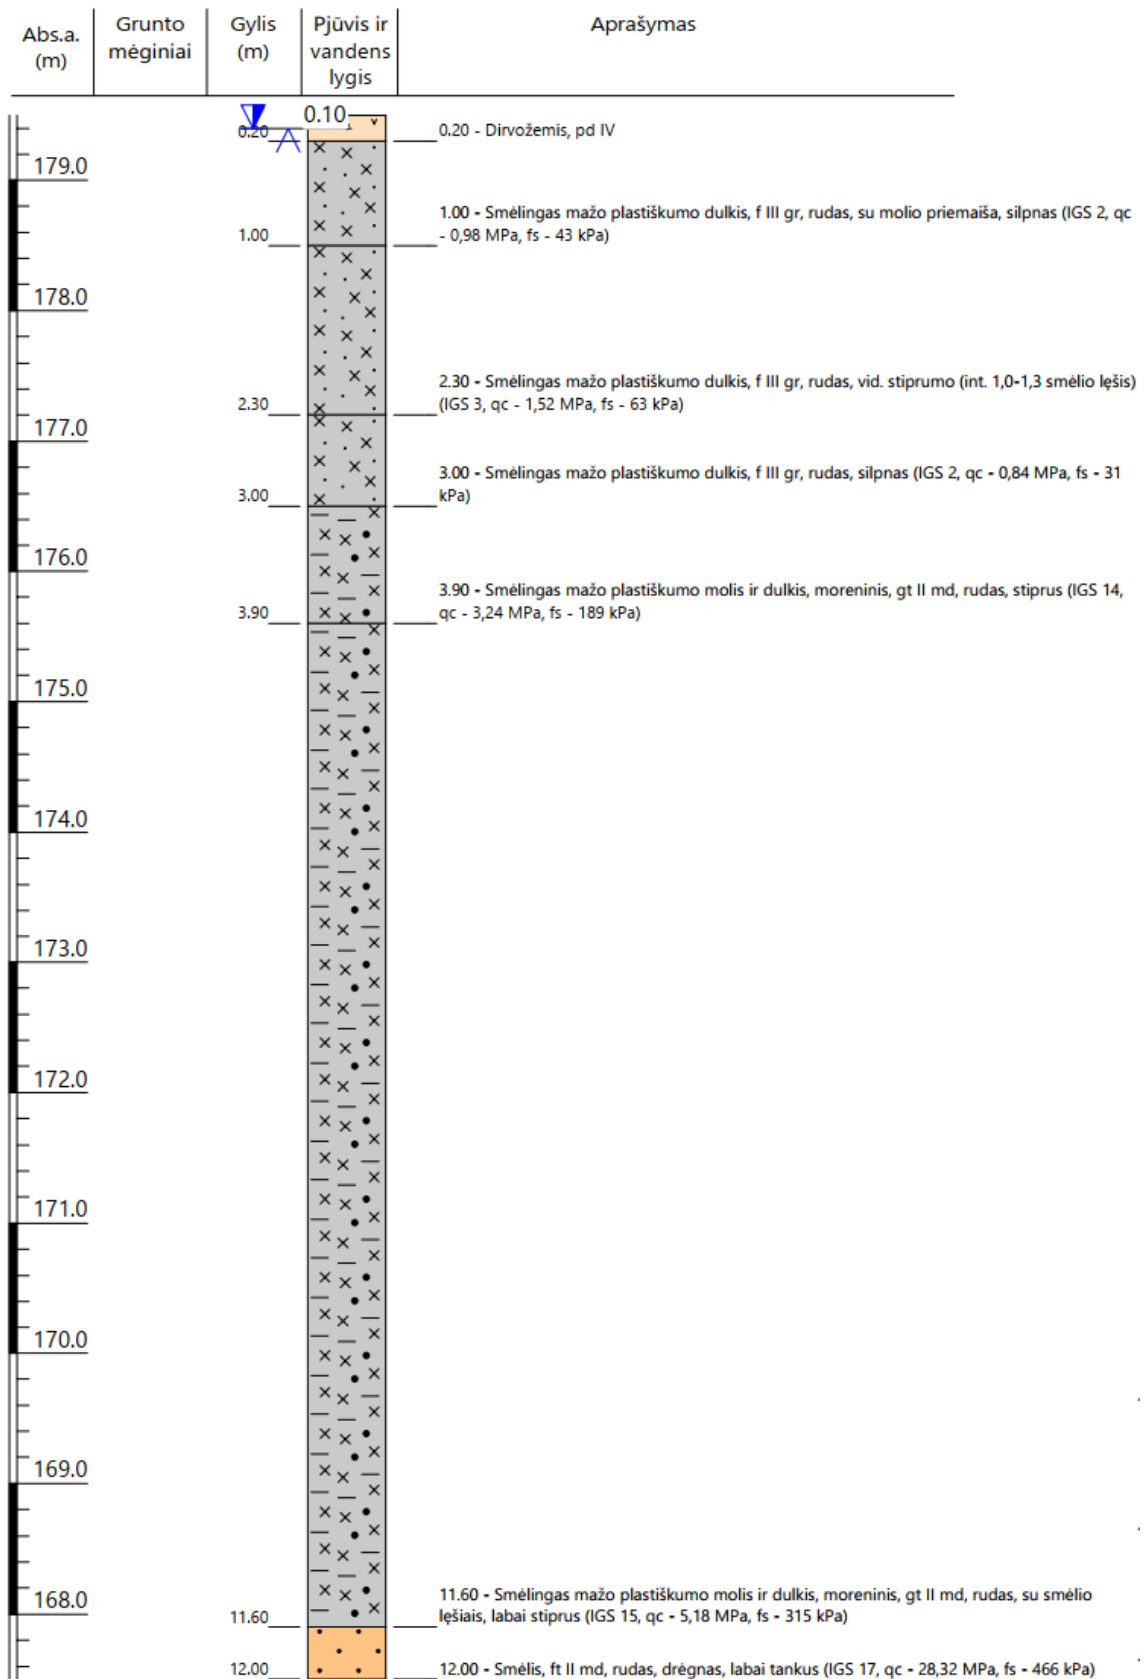 Abs.a.
(m)
Grunto
mėginiai
Gylis
(m)
Pjūvis ir
vandens
lygis
Aprašymas
0.10
0.20
0.20 - Dirvožemis, pd IV
179.0
1.00 - Smėlingas mažo plastiškumo dulkis, f III gr, rudas, su molio priemaiša, silpnas (IGS 2, qc
- 0,98 MPa, fs - 43 kPa)
1.00
178.0
2.30 - Smėlingas mažo plastiškumo dulkis, f III gr, rudas, vid. stiprumo (int. 1,0-1,3 smėlio lęšis)
(IGS 3, qc - 1,52 MPa, fs - 63 kPa)
2.30
177.0
3.00 - Smėlingas mažo plastiškumo dulkis, f III gr, rudas, silpnas (IGS 2, qc - 0,84 MPa, fs - 31
kPa)
3.00
176.0
3.90 - Smėlingas mažo plastiškumo molis ir dulkis, moreninis, gt II md, rudas, stiprus (IGS 14,
qc - 3,24 MPa, fs - 189 kPa)
3.90
175.0
174.0
173.0
172.0
171.0
170.0
169.0
168.0
11.60 - Smėlingas mažo plastiškumo molis ir dulkis, moreninis, gt II md, rudas, su smėlio
lęšiais, labai stiprus (IGS 15, qc - 5,18 MPa, fs - 315 kPa)
11.60
12.00
12.00 - Smėlis, ft II md, rudas, drėgnas, labai tankus (IGS 17, qc - 28,32 MPa, fs - 466 kPa)